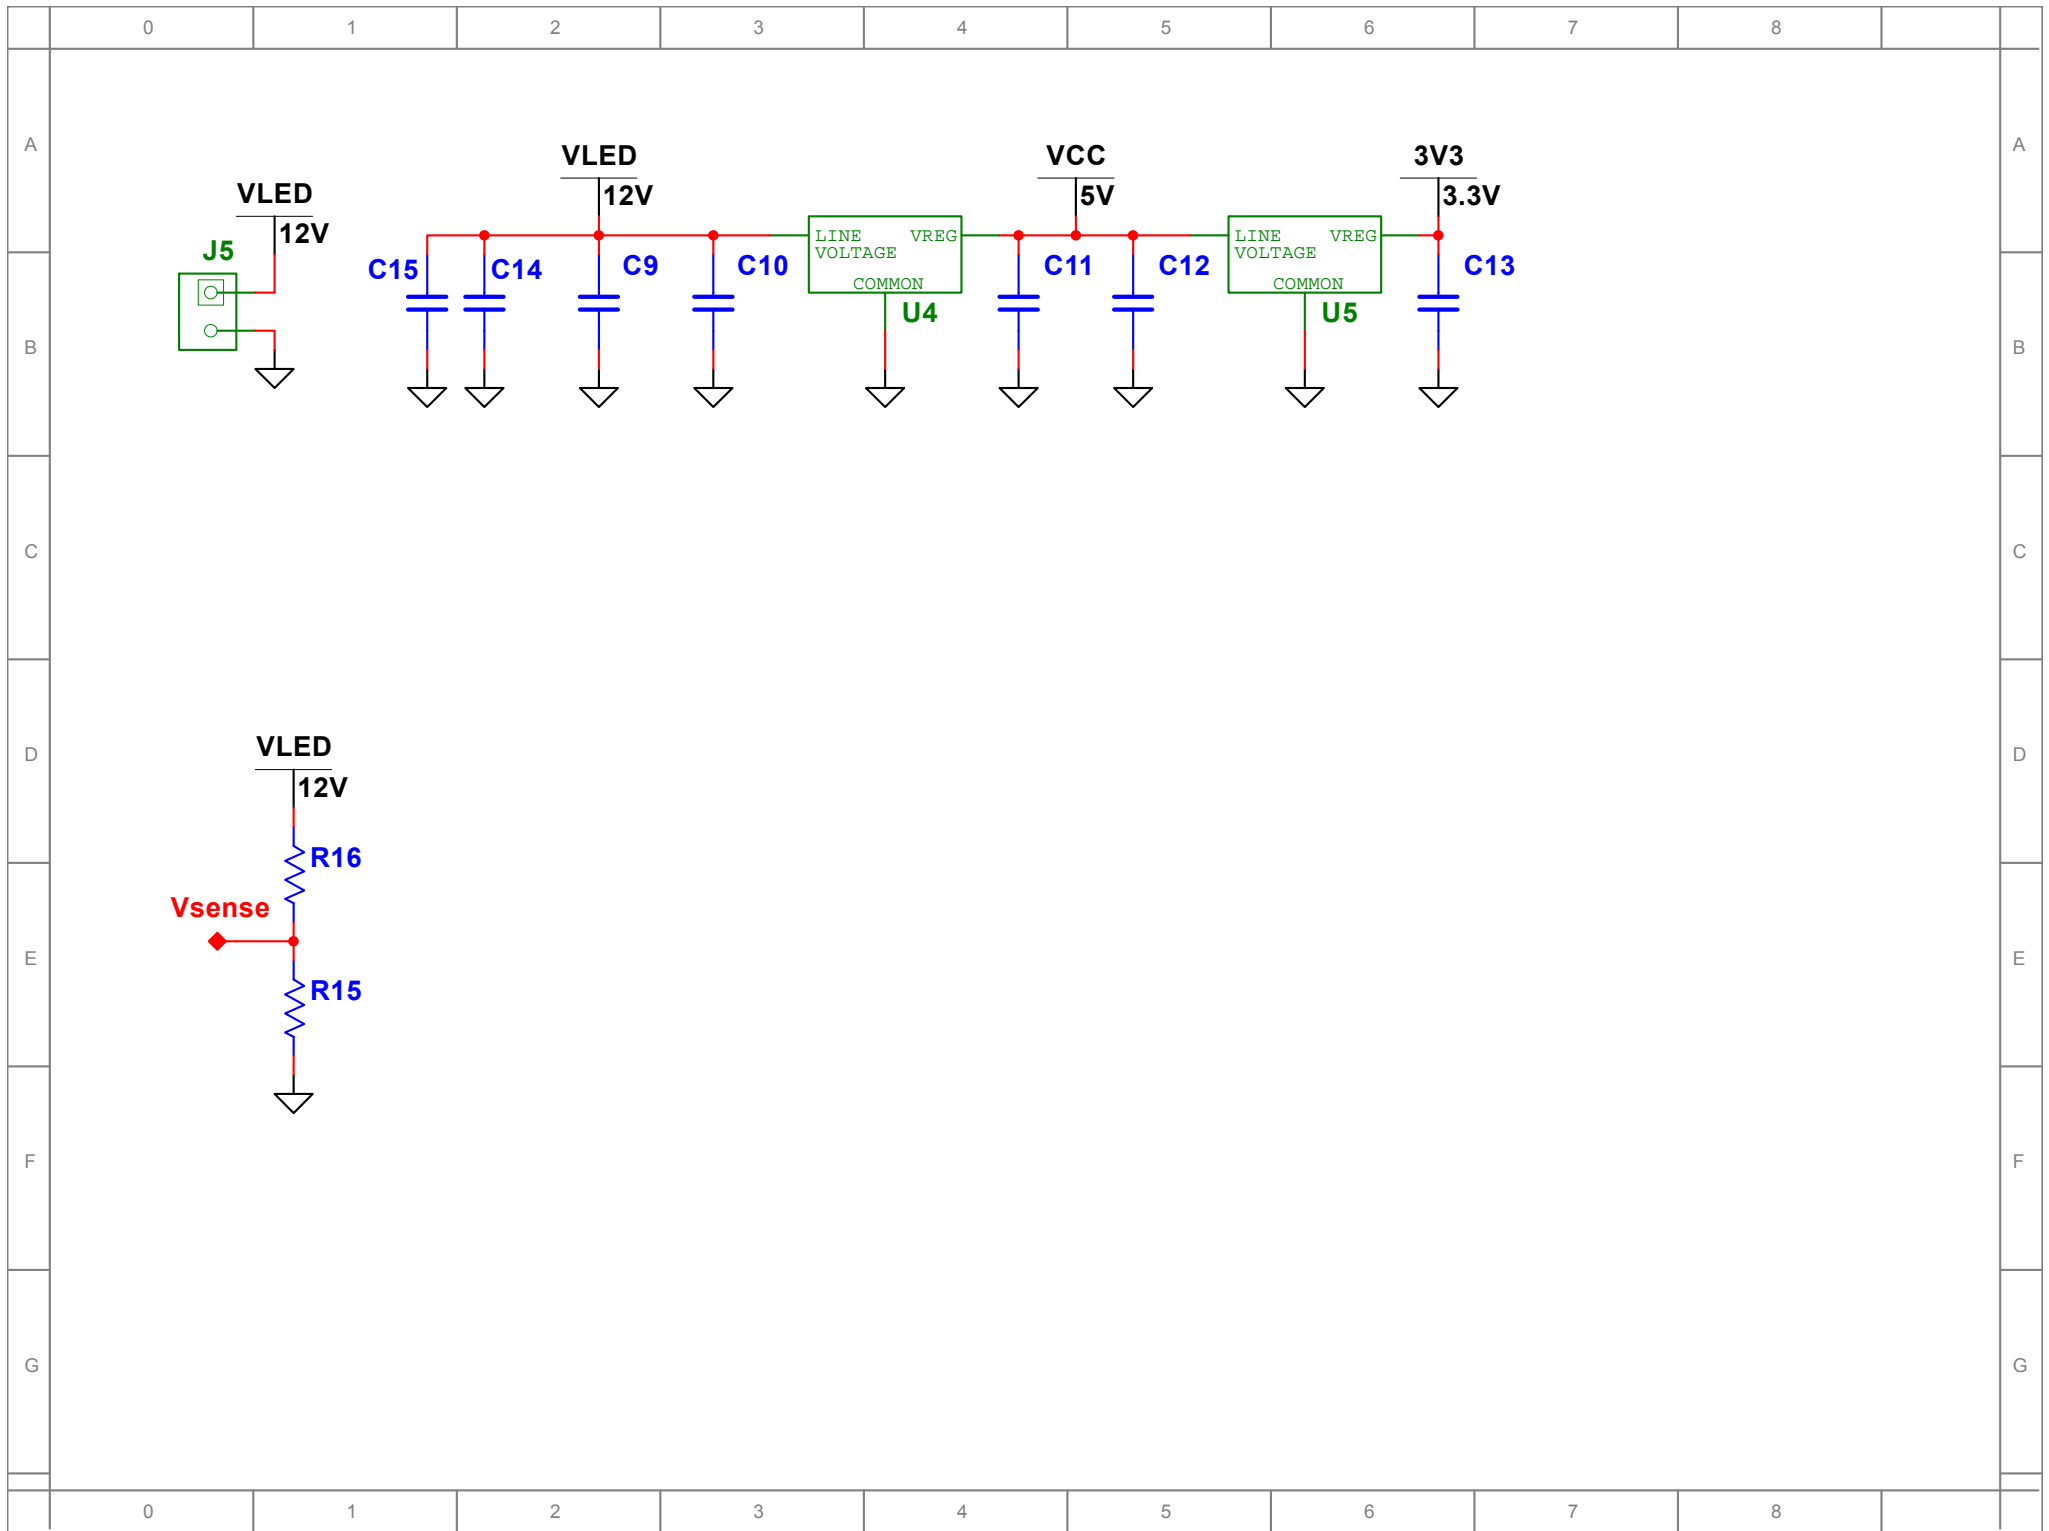 0 1 2 3 4 5 6 7 8
A A
VLED VCC 3V3
12V 5V 3.3V
VLED
12V
J5
LINE VREG LINE VREG
VOLTAGE VOLTAGE
C15 C14 C9 C10 C11 C12 C13
COMMON COMMON
U4 U5
B B
C C
D D
VLED
12V
R16
Vsense
E E
R15
F F
G G
0 1 2 3 4 5 6 7 8